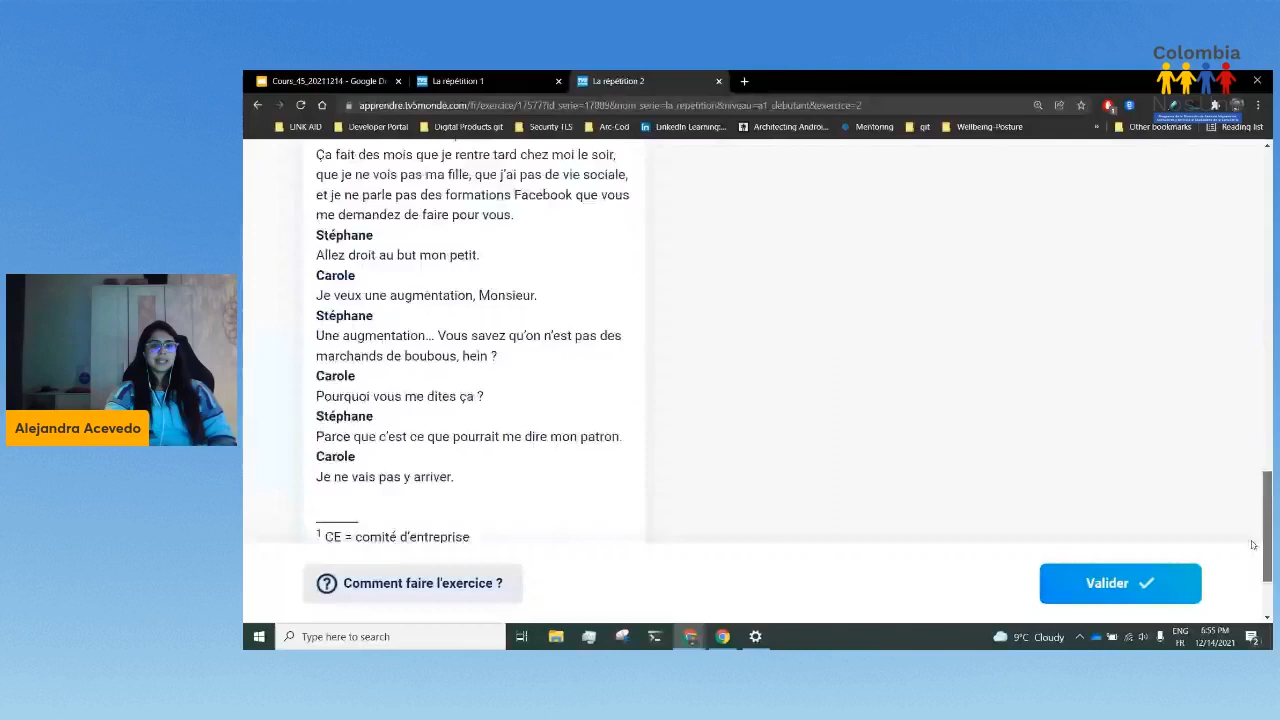 Colombia
Cours_45_20211214 - Google D
La répétition 1
La répétition 2
LINK AID
Developer Portal
Digital Products git
Security TLS
Arc-Cod
LinkedIn Learning:...
Architecting Androi...
Mentoring
git
Wellbeing-Posture
»
Other bookmarks
Reading list
Ça fait des mois que je rentre tard chez moi le soir,
que je ne vois pas ma fille, que j'ai pas de vie sociale,
et je ne parle pas des formations Facebook que vous
me demandez de faire pour vous.
Stéphane
Allez droit au but mon petit.
Carole
Je veux une augmentation, Monsieur.
Stéphane
Une augmentation... Vous savez qu'on n'est pas des
marchands de boubous, hein ?
Carole
Pourquoi vous me dites ça ?
Stéphane
Parce que c'est ce que pourrait me dire mon patron.
Carole
Je ne vais pas y arriver.
1 CE = comité d'entreprise
Alejandra Acevedo
Comment faire l'exercice ?
Valider
Type here to search
9°C Cloudy
ENG
FR
6:55 PM
12/14/2021
2